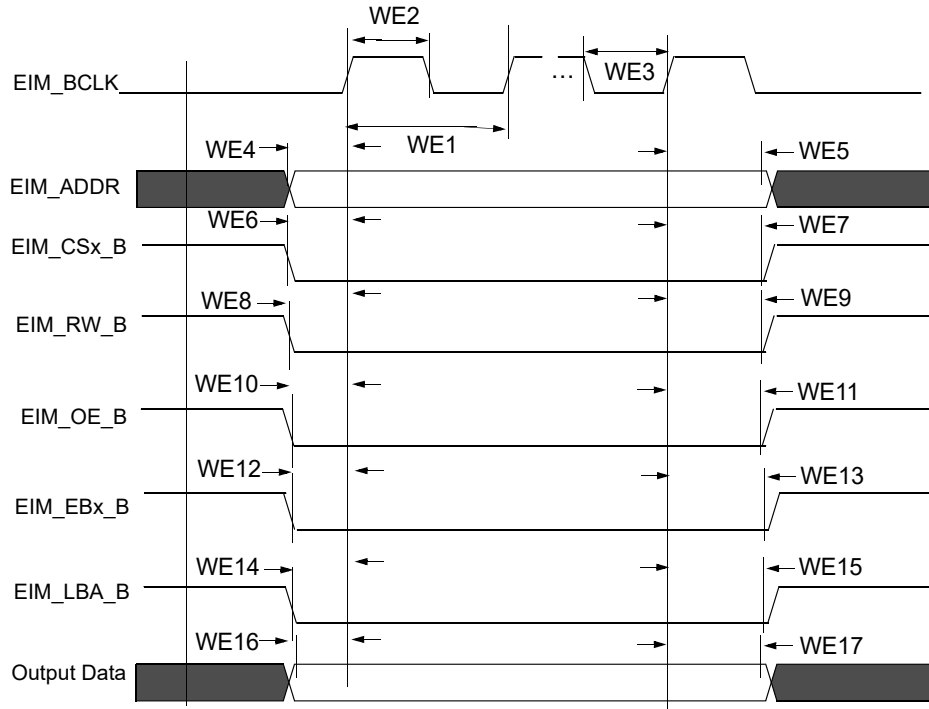 WE2
EIM_BCLK
...
WE3
WE1
WE4
WE5
EIM_ADDR
WE6
WE7
EIM_CSx_B
WE8
WE9
EIM_RW_B
WE10
WE11
EIM_OE_B
WE12
WE13
EIM_EBx_B
WE14
WE15
EIM_LBA_B
WE16
WE17
Output Data